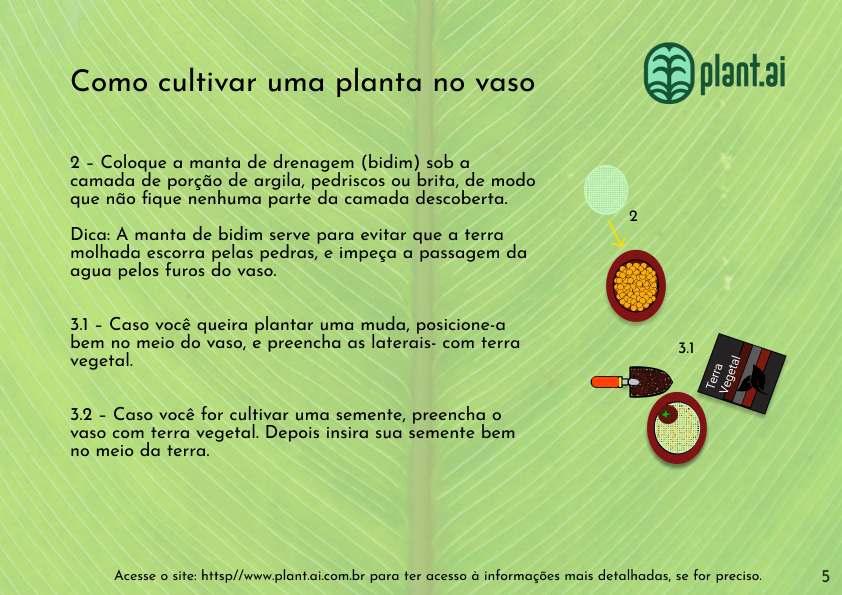 Como cultivar uma planta no vaso
plant.ai
2 – Coloque a manta de drenagem (bidim) sob a
camada de porção de argila, pedriscos ou brita, de modo
que não fique nenhuma parte da camada descoberta.
2
Dica: A manta de bidim serve para evitar que a terra
molhada escorra pelas pedras, e impeça a passagem da
agua pelos furos do vaso.
3.1 – Caso você queira plantar uma muda, posicione-a
bem no meio do vaso, e preencha as laterais- com terra
vegetal.
3.1
Terra
Vegetal
3.2 – Caso você for cultivar uma semente, preencha o
vaso com terra vegetal. Depois insira sua semente bem
no meio da terra.
Acesse o site: httsp//www.plant.ai.com.br para ter acesso à informações mais detalhadas, se for preciso.
5